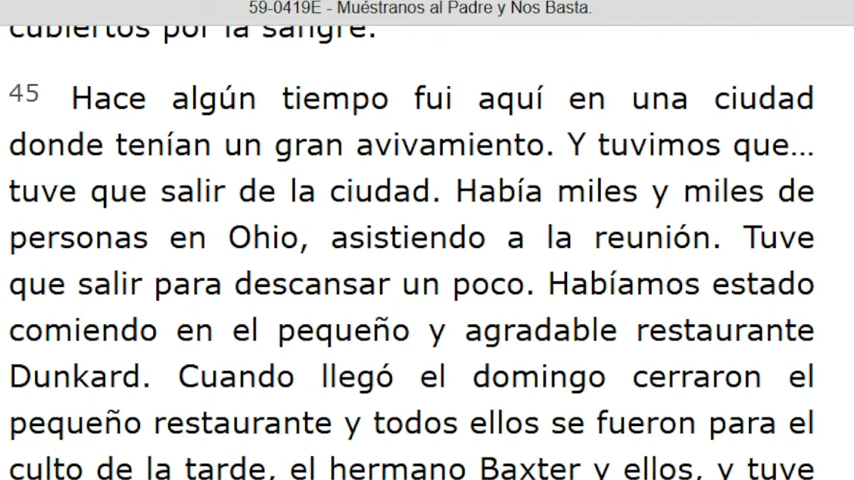 59-0419E - Muéstranos al Padre y Nos Basta.
cubiertos por la sangre.
45 Hace algún tiempo fui aquí en una ciudad
donde tenían un gran avivamiento. Y tuvimos que...
tuve que salir de la ciudad. Había miles y miles de
personas en Ohio, asistiendo a la reunión. Tuve
que salir para descansar un poco. Habíamos estado
comiendo en el pequeño y agradable restaurante
Dunkard. Cuando llegó el domingo cerraron el
pequeño restaurante y todos ellos se fueron para el
culto de la tarde, el hermano Baxter y ellos, y tuve